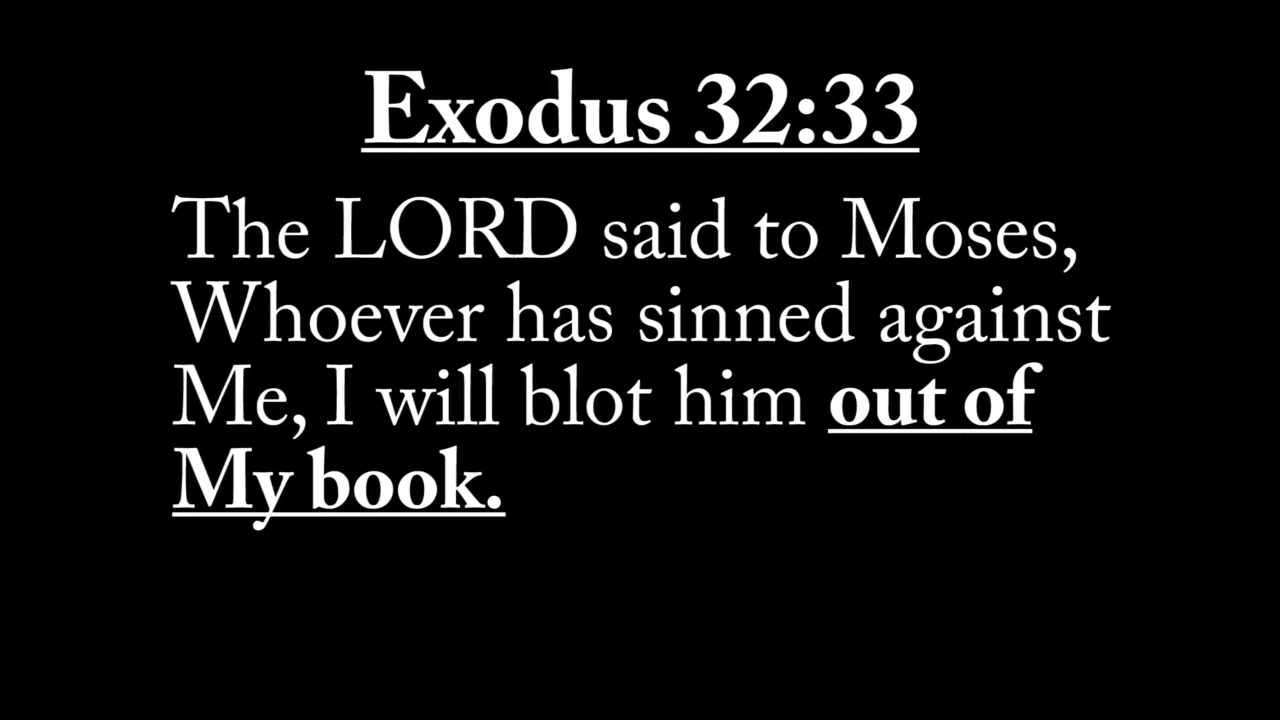 Exodus 32:33
The LORD said to Moses,
Whoever has sinned against
Me, I will blot him out of
My book.